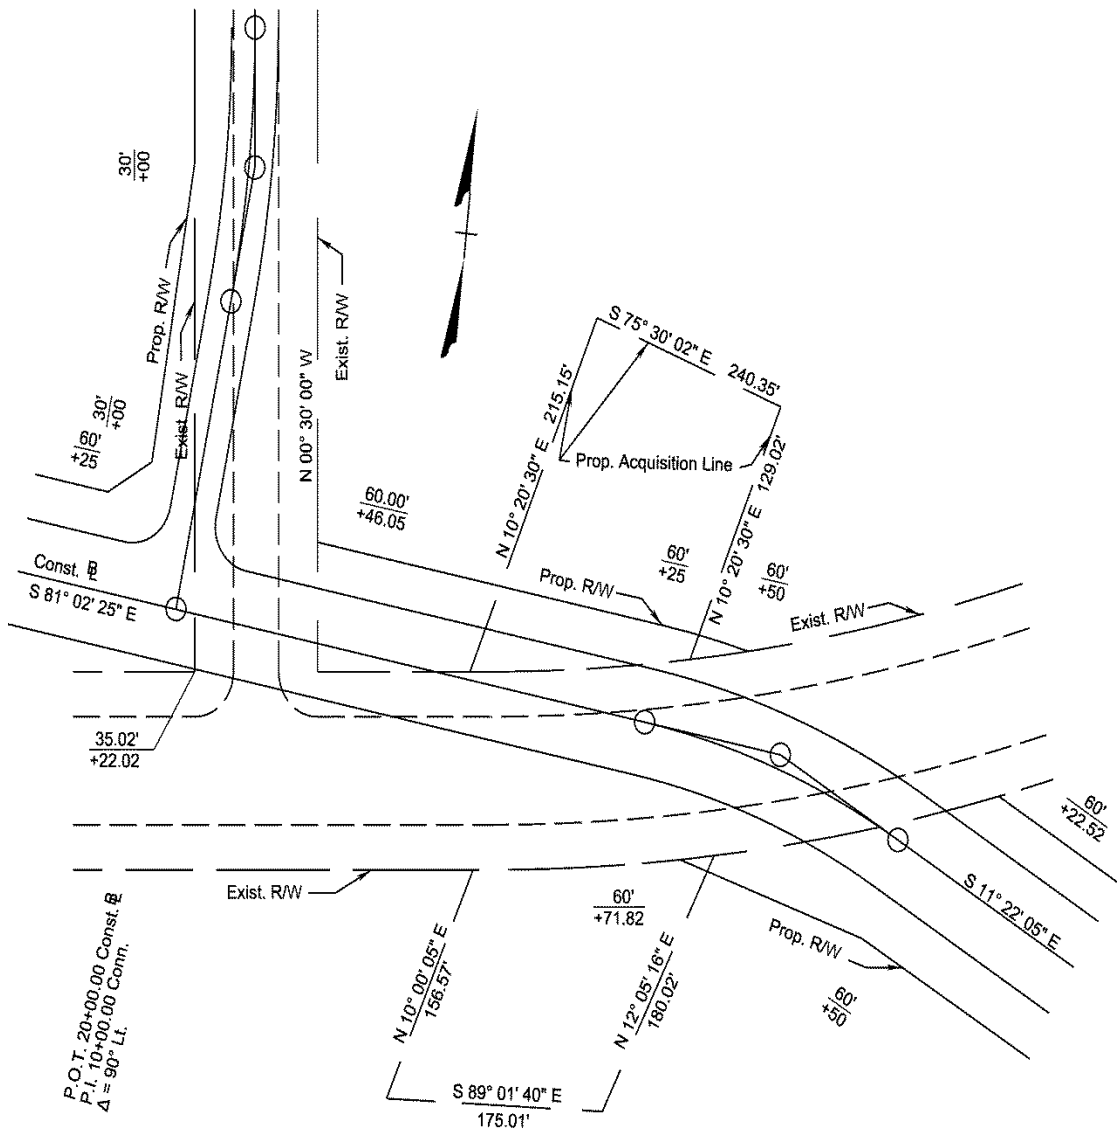 30'
+00
Prop. R/W
Exist. R/W
Exist. R/W
N 00° 30' 00" W
30'
+00
60'
+25
S 75° 30' 02" E 240.35'
N 10° 20' 30" E 215.15'
Prop. Acquisition Line
N 10° 20' 30" E 129.02'
60.00'
+46.05
60'
+25
60'
+50
Prop. R/W
Exist. R/W
Const. ℄
S 81° 02' 25" E
35.02'
+22.02
60'
+22.52
Exist. R/W
60'
+71.82
S 11° 22' 05" E
Prop. R/W
60'
+50
N 10° 00' 05" E
156.57'
N 12° 05' 16" E
180.02'
S 89° 01' 40" E
175.01'
P.O.T. 20+00.00 Const. ℄
P.I. 10+00.00 Conn.
Δ = 90° Lt.